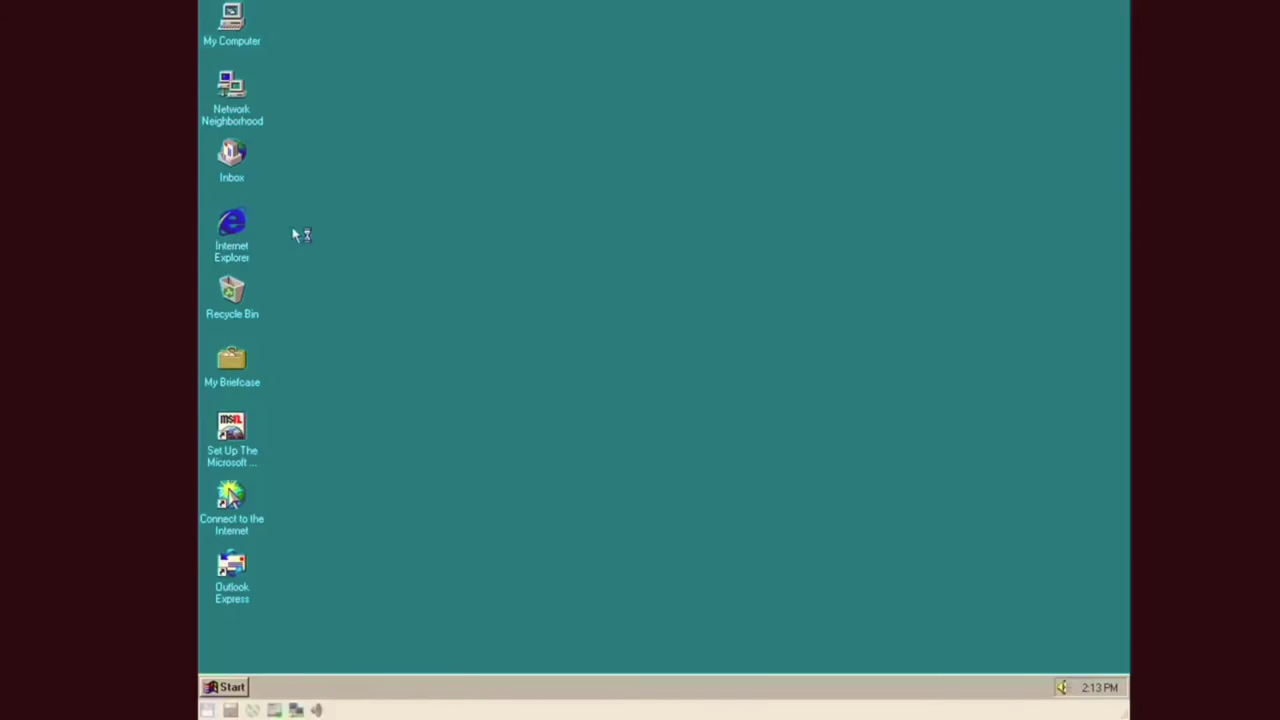 My Computer
Network
Neighborhood
Inbox
Internet
Explorer
Recycle Bin
My Briefcase
msn
Set Up The
Microsoft ...
Connect to the
Internet
Outlook
Express
Start
2:13 PM